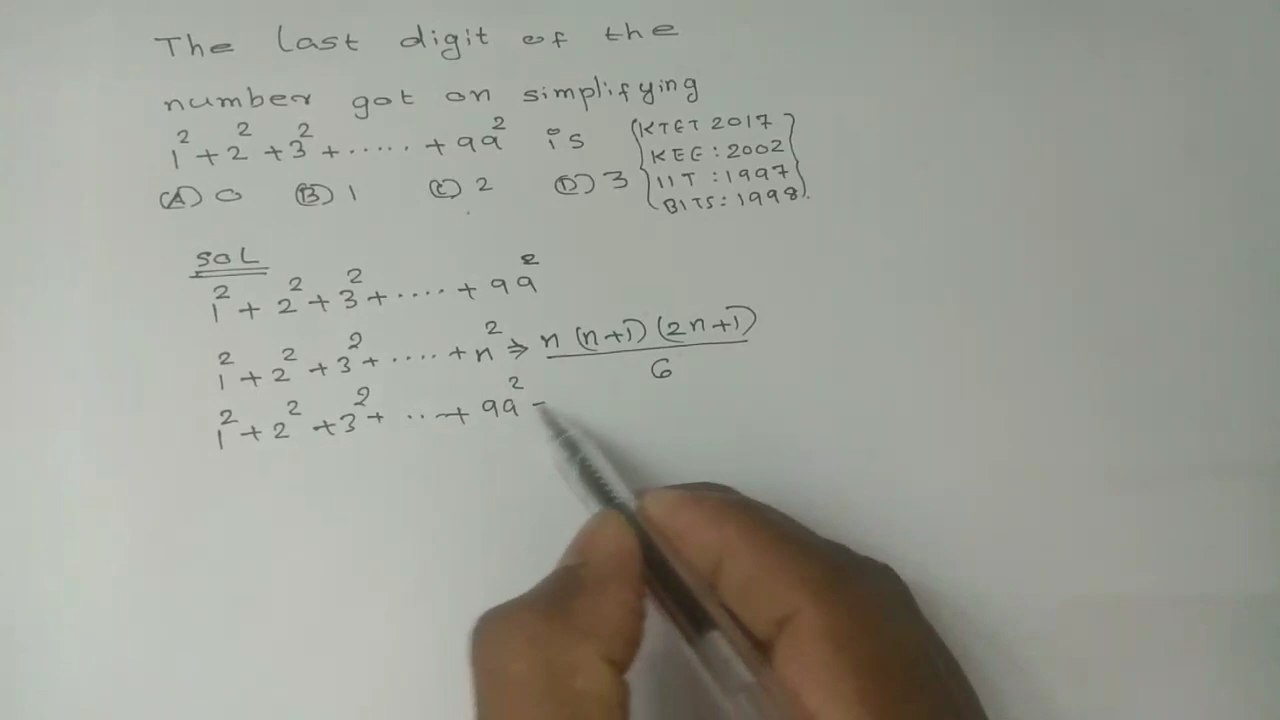 The last digit of the
number got on simplifying
1² + 2² + 3² + ..... + 99² is
(A) 0 (B) 1 (C) 2 (D) 3
(KTET 2017
KEE : 2002
IIT : 1997
BITS : 1998).
SOL
1² + 2² + 3² + ..... + 99²
1² + 2² + 3² + ..... + n² ⇒ n (n+1) (2n+1)
6
1² + 2² + 3² + ... + 99² -